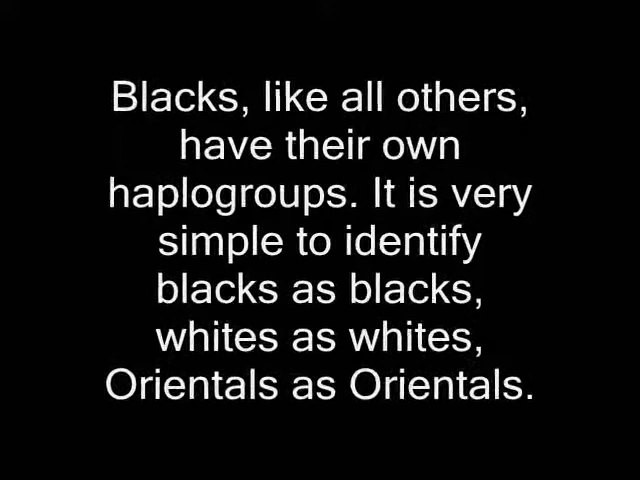 Blacks, like all others,
have their own
haplogroups. It is very
simple to identify
blacks as blacks,
whites as whites,
Orientals as Orientals.